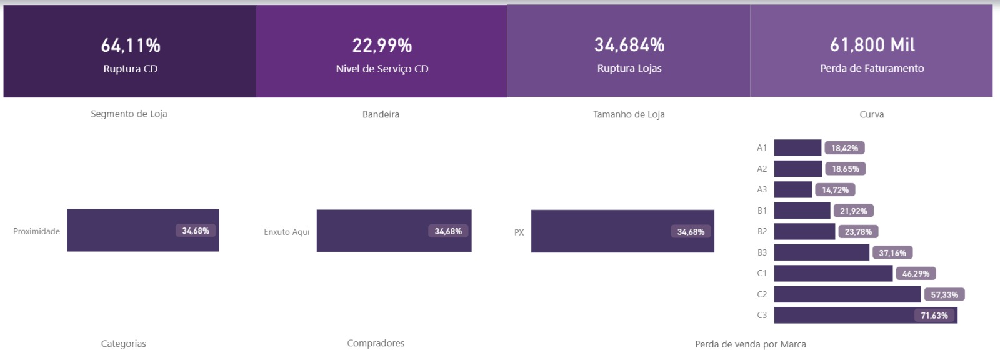 64,11%
Ruptura CD
22,99%
Nivel de Serviço CD
34,684%
Ruptura Lojas
61,800 Mil
Perda de Faturamento
Segmento de Loja
Proximidade
34,68%
Bandeira
Enxuto Aqui
34,68%
Tamanho de Loja
PX
34,68%
Curva
A1 18,42%
A2 18,65%
A3 14,72%
B1 21,92%
B2 23,78%
B3 37,16%
C1 46,29%
C2 57,33%
C3 71,63%
Categorias
Compradores
Perda de venda por Marca